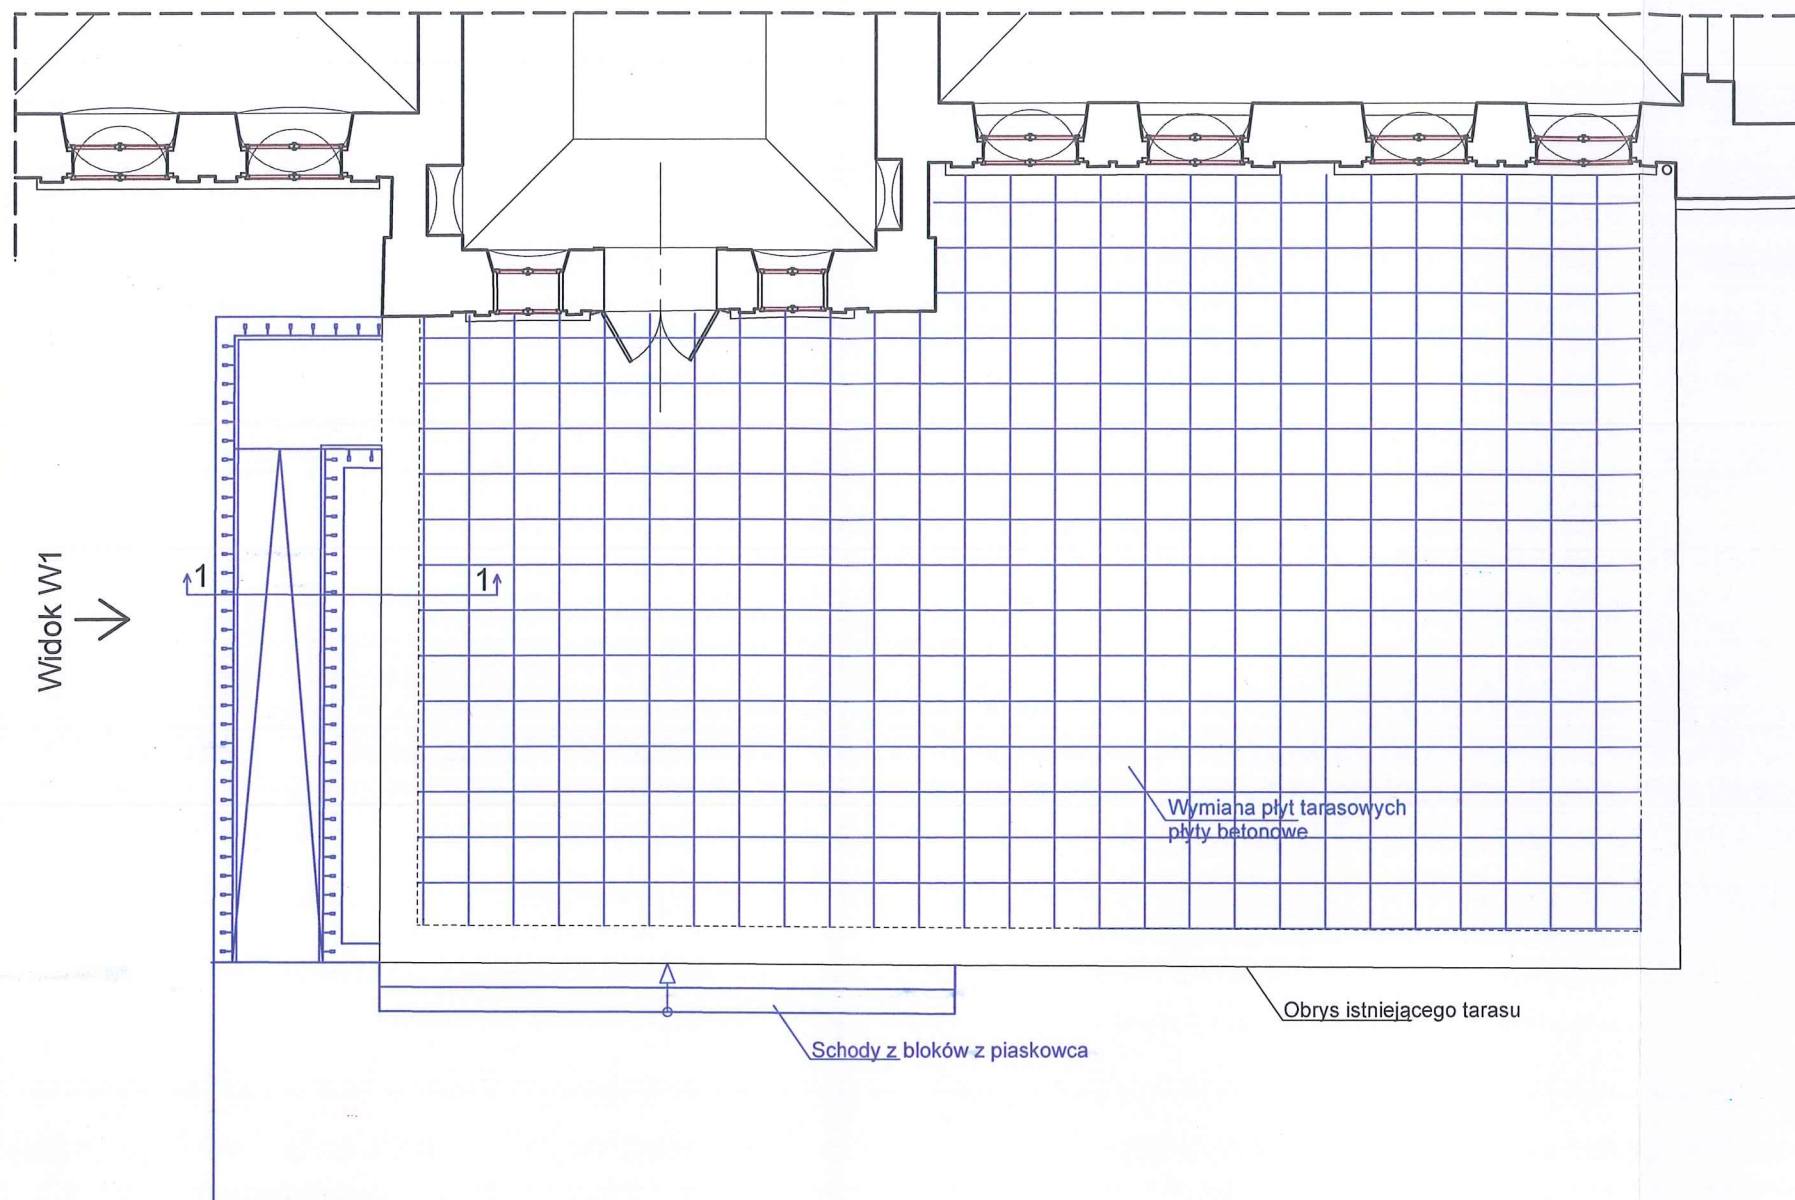 Widok W1
1
1
Wymiana płyt tarasowych
płyty betonowe
Obrys istniejącego tarasu
Schody z bloków z piaskowca